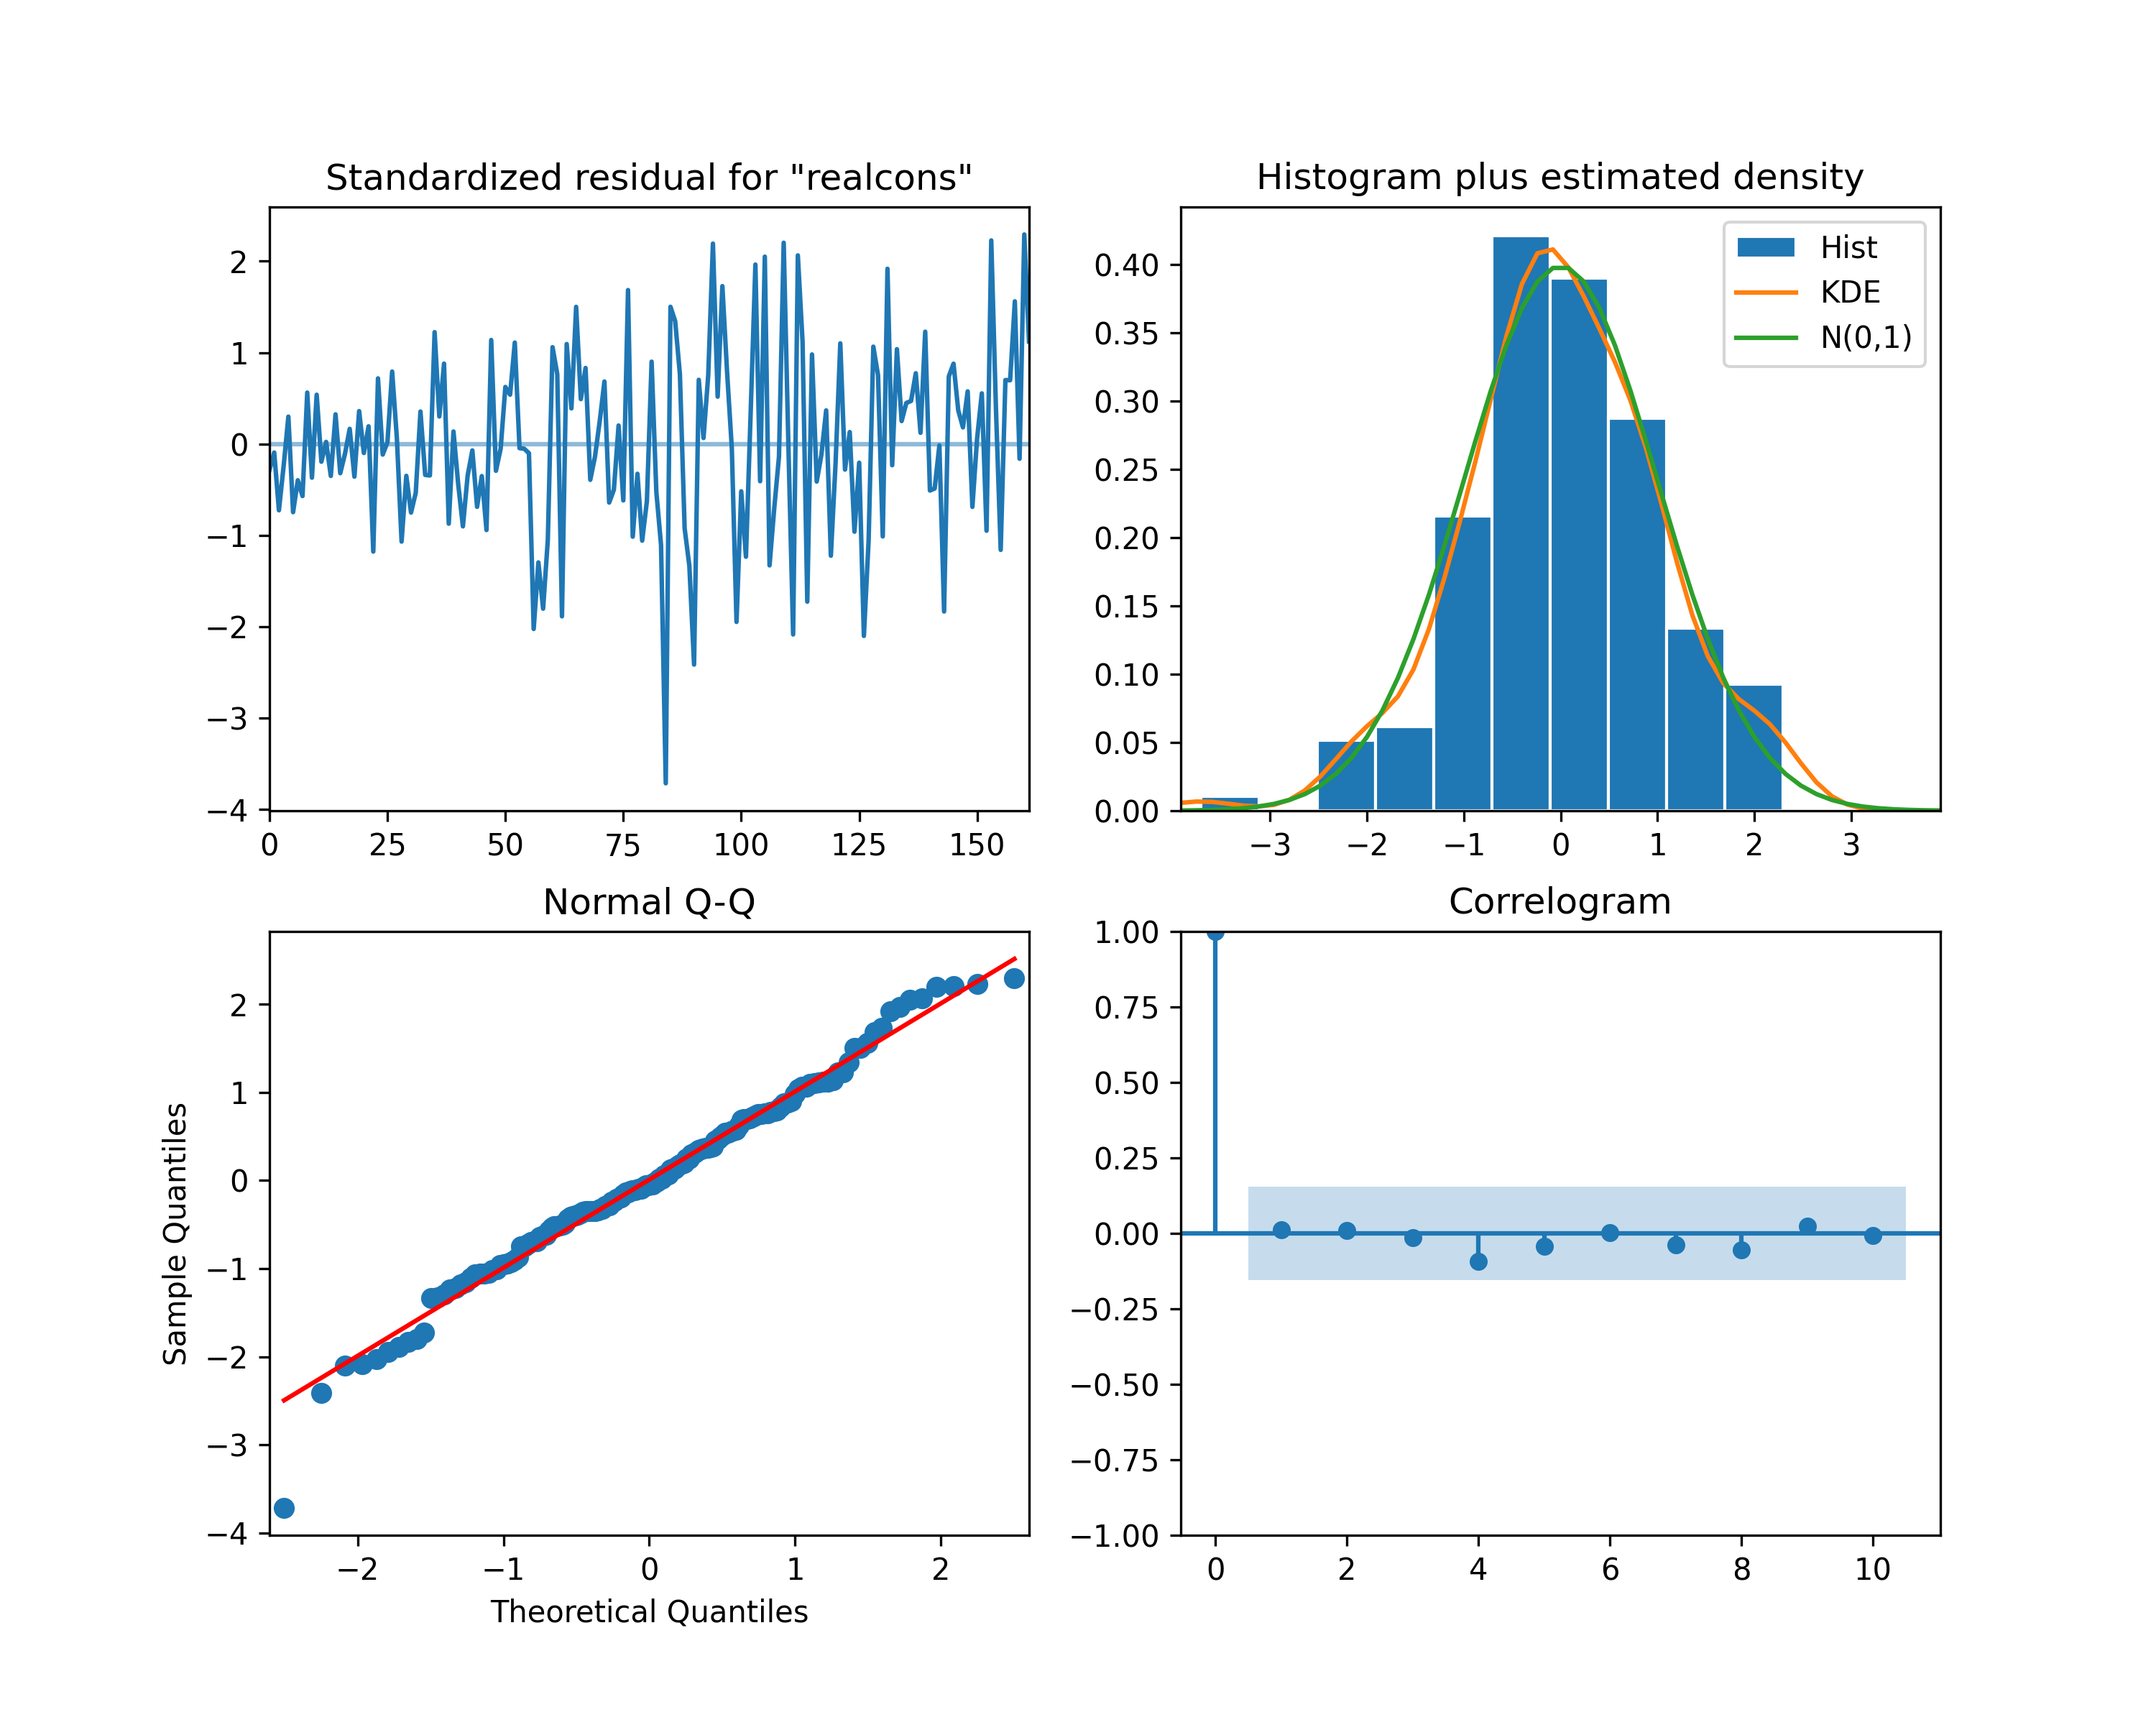 Standardized residual for "realcons"
2
1
0
−1
−2
−3
−4
0 25 50 75 100 125 150
Histogram plus estimated density
0.40
0.35
0.30
0.25
0.20
0.15
0.10
0.05
0.00
−3 −2 −1 0 1 2 3
Hist
KDE
N(0,1)
Normal Q-Q
Sample Quantiles
2
1
0
−1
−2
−3
−4
−2 −1 0 1 2
Theoretical Quantiles
Correlogram
1.00
0.75
0.50
0.25
0.00
−0.25
−0.50
−0.75
−1.00
0 2 4 6 8 10